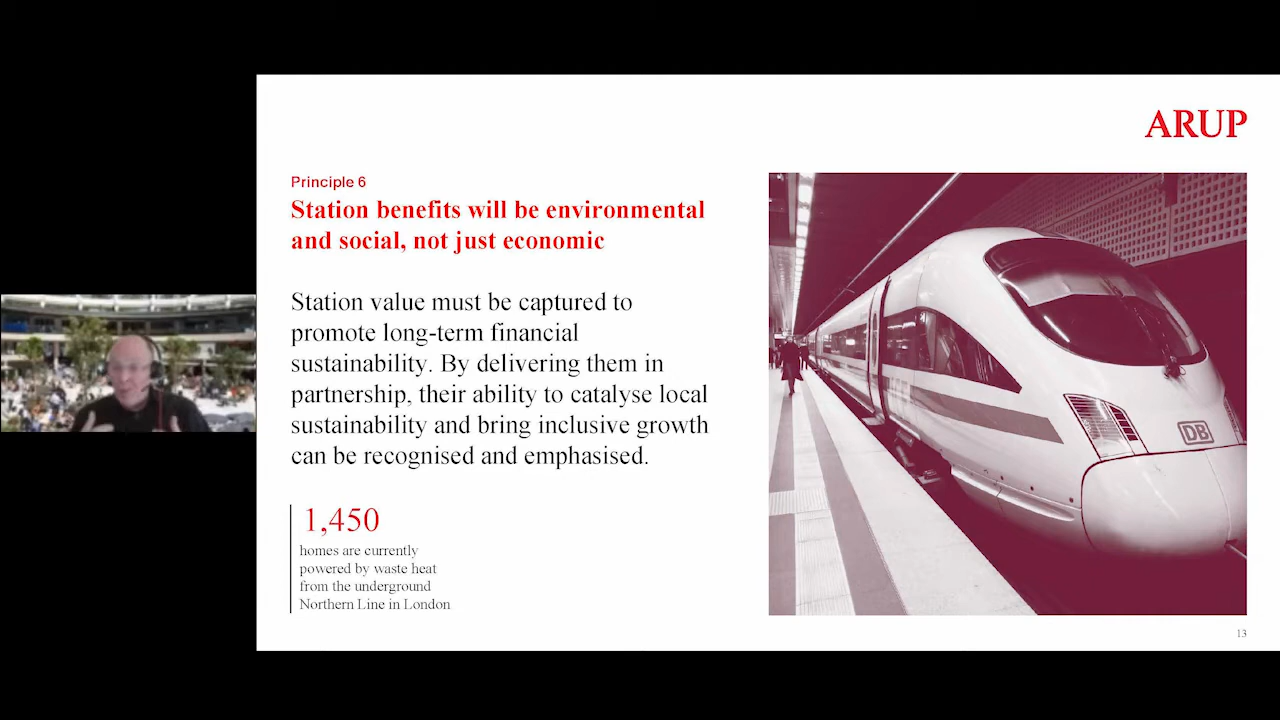 ARUP
Principle 6
Station benefits will be environmental
and social, not just economic
Station value must be captured to
promote long-term financial
sustainability. By delivering them in
partnership, their ability to catalyse local
sustainability and bring inclusive growth
can be recognised and emphasised.
1,450
homes are currently
powered by waste heat
from the underground
Northern Line in London
DB
13